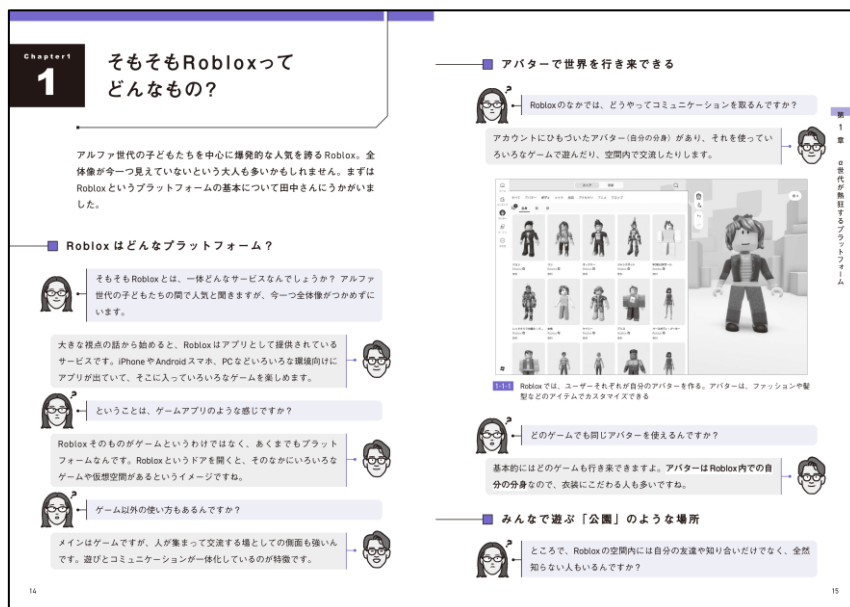 Chapter1
1
そもそもRobloxって
どんなもの?
アルファ世代の子どもたちを中心に爆発的な人気を誇るRoblox。全
体像が今一つ見えていないという大人も多いかもしれません。まずは
Robloxというプラットフォームの基本について田中さんにうかがいま
した。
Robloxはどんなプラットフォーム?
そもそもRobloxとは、一体どんなサービスなんでしょうか? アルファ
世代の子どもたちの間で人気と聞きますが、今一つ全体像がつかめずに
います。
大きな視点の話から始めると、Robloxはアプリとして提供されている
サービスです。iPhoneやAndroidスマホ、PCなどいろいろな環境向けに
アプリが出ていて、そこに入っていろいろなゲームを楽しめます。
ということは、ゲームアプリのような感じですか?
Robloxそのものがゲームというわけではなく、あくまでもプラット
フォームなんです。Robloxというドアを開くと、そのなかにいろいろな
ゲームや仮想空間があるというイメージですね。
ゲーム以外の使い方もあるんですか?
メインはゲームですが、人が集まって交流する場としての側面も強いん
です。遊びとコミュニケーションが一体化しているのが特徴です。
14
アバターで世界を行き来できる
Robloxのなかでは、どうやってコミュニケーションを取るんですか?
アカウントにひもづいたアバター(自分の分身)があり、それを使ってい
ろいろなゲームで遊んだり、空間内で交流したりします。
1-1-1 Robloxでは、ユーザーそれぞれが自分のアバターを作る。アバターは、ファッションや髪
型などのアイテムでカスタマイズできる
どのゲームでも同じアバターを使えるんですか?
基本的にはどのゲームも行き来できますよ。アバターはRoblox内での自
分の分身なので、衣装にこだわる人も多いですね。
みんなで遊ぶ「公園」のような場所
ところで、Robloxの空間内には自分の友達や知り合いだけでなく、全然
知らない人もいるんですか?
第1章 α世代が熱狂するプラットフォーム
15